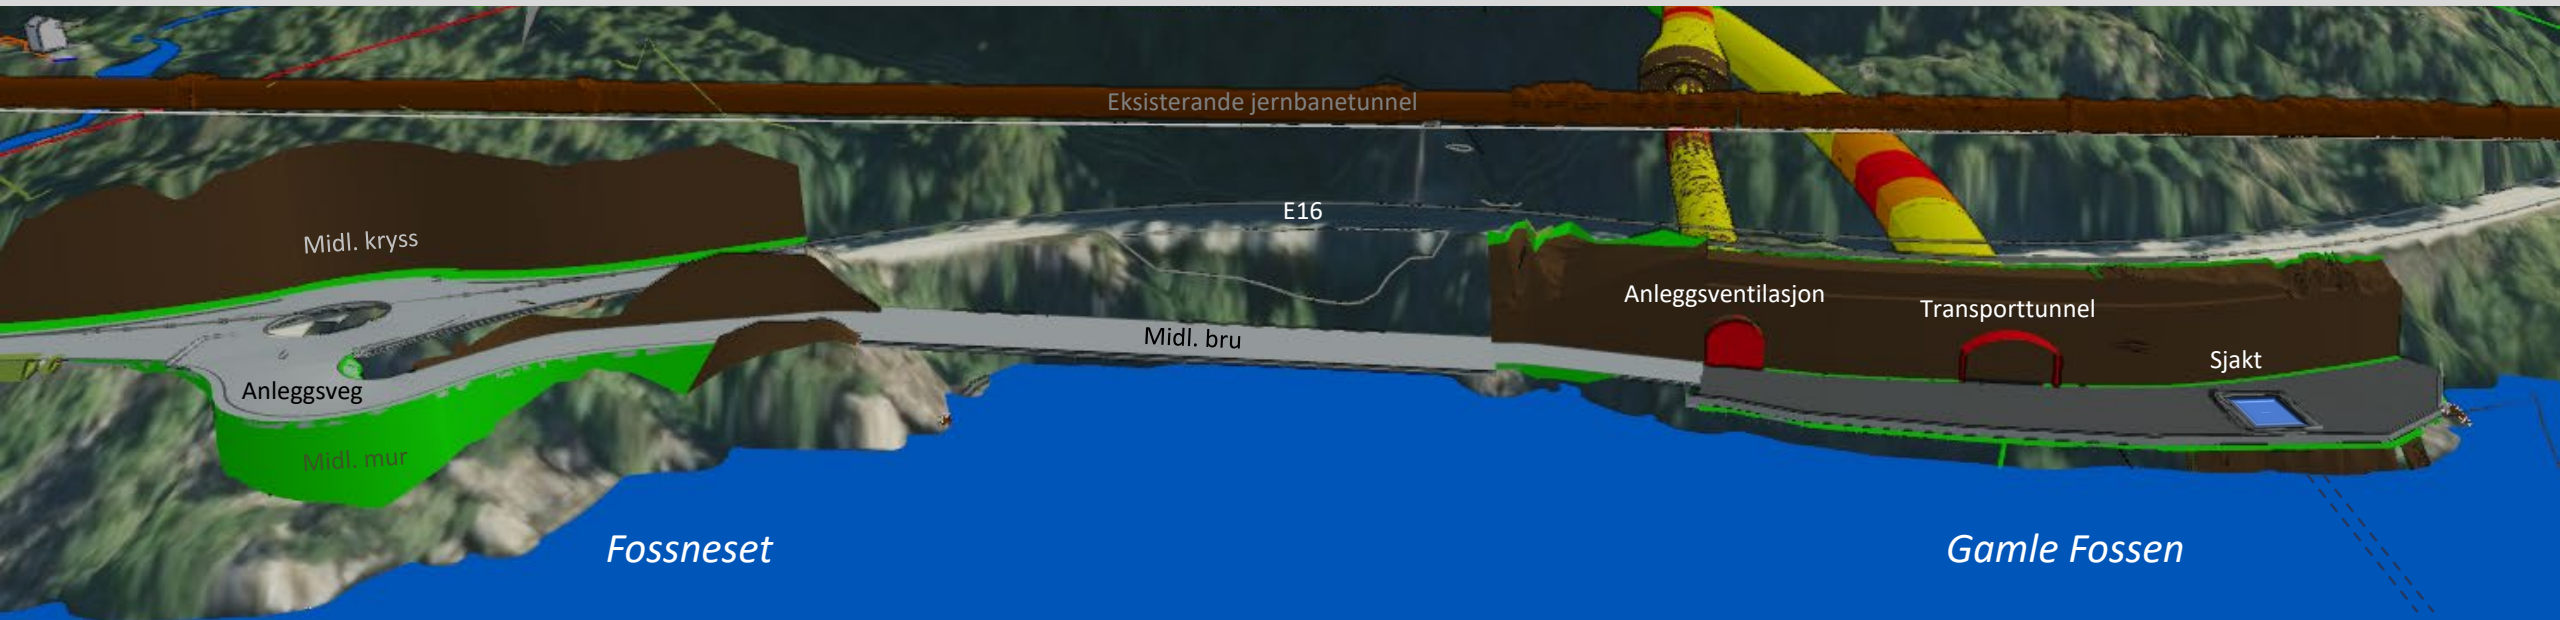 Eksisterande jernbanetunnel
E16
Midl. kryss
Anleggsventilasjon
Transporttunnel
Midl. bru
Sjakt
Anleggsveg
Midl. mur
Fossneset
Gamle Fossen